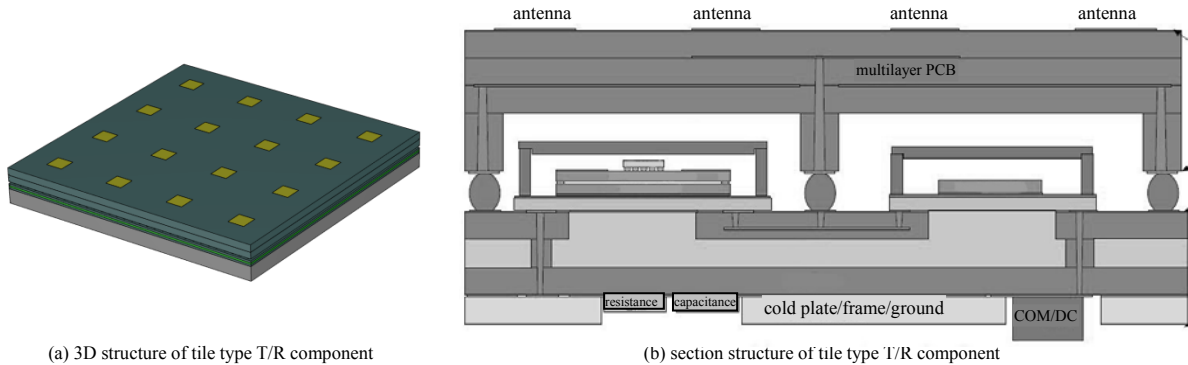 antenna antenna antenna antenna
multilayer PCB
resistance capacitance cold plate/frame/ground COM/DC
(a) 3D structure of tile type T/R component
(b) section structure of tile type T/R component